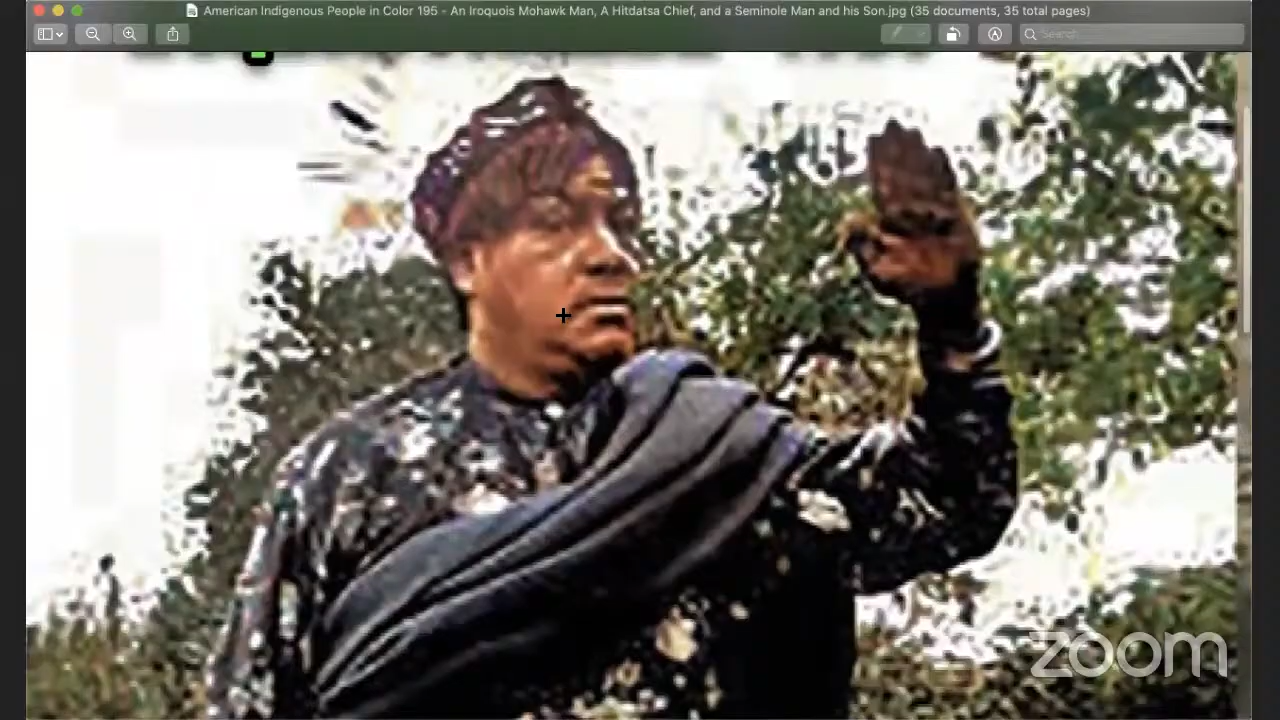 American Indigenous People in Color 195 - An Iroquois Mohawk Man, A Hitdatsa Chief, and a Seminole Man and his Son.jpg (35 documents, 35 total pages)
Search
zoom